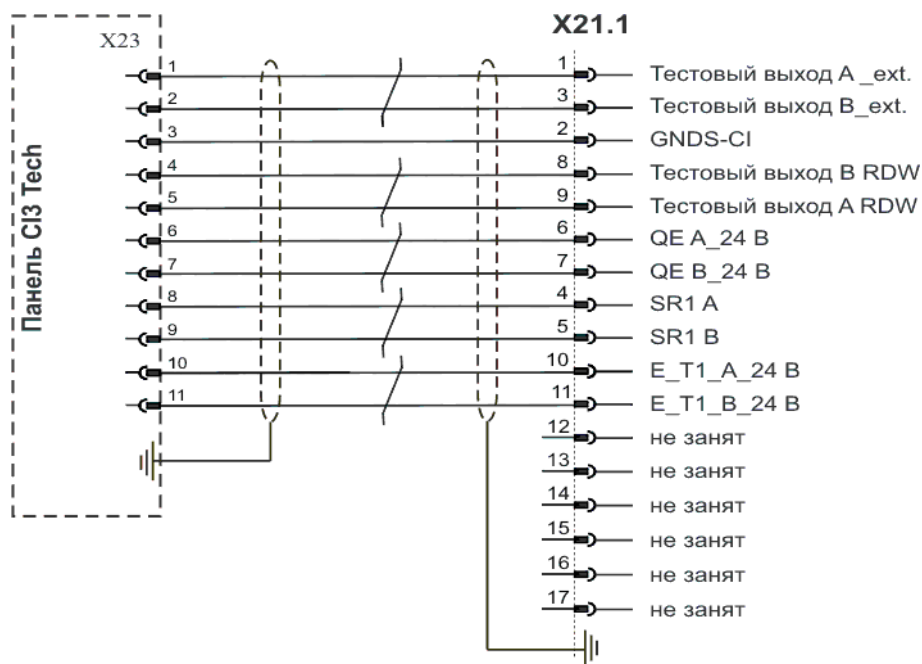 X21.1
X23
Панель CI3 Tech
1 1 Тестовый выход A _ext.
2 3 Тестовый выход B_ext.
3 2 GNDS-CI
4 8 Тестовый выход B RDW
5 9 Тестовый выход A RDW
6 6 QE A_24 B
7 7 QE B_24 B
8 4 SR1 A
9 5 SR1 B
10 10 E_T1_A_24 B
11 11 E_T1_B_24 B
12 не занят
13 не занят
14 не занят
15 не занят
16 не занят
17 не занят